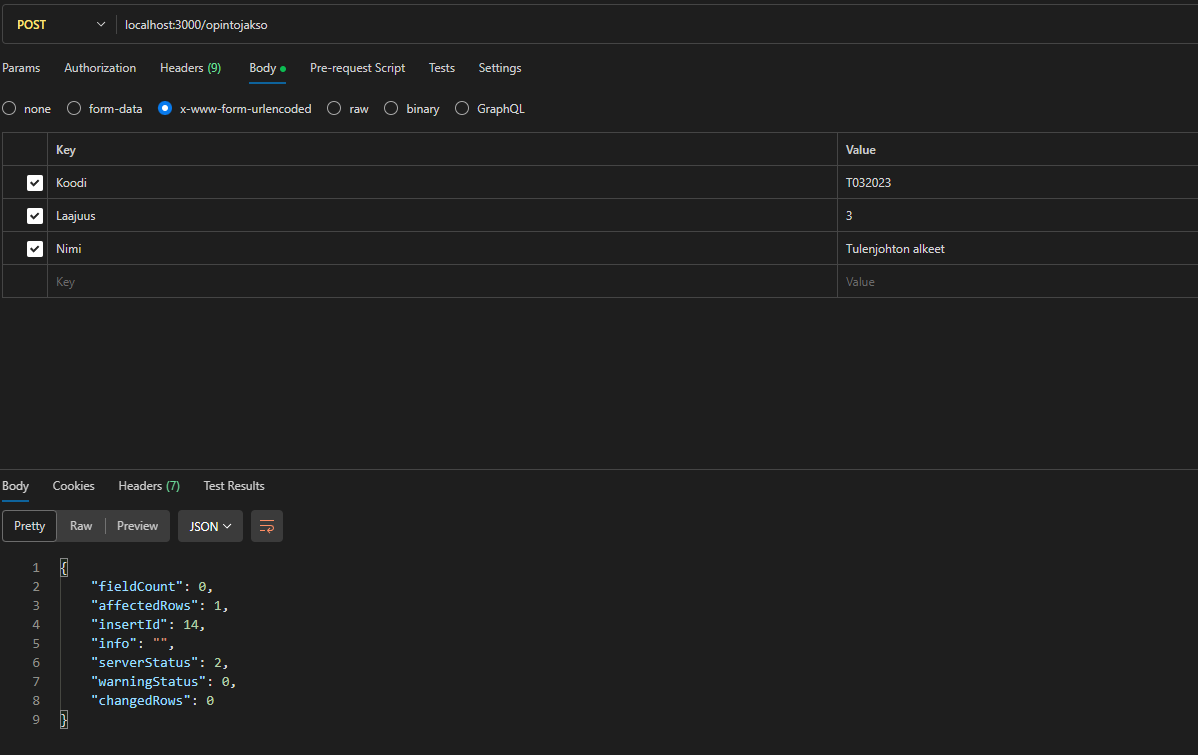 POST localhost:3000/opintojakso
Params Authorization Headers (9) Body Pre-request Script Tests Settings
none form-data x-www-form-urlencoded raw binary GraphQL
Key Value
Koodi T032023
Laajuus 3
Nimi Tulenjohton alkeet
Key Value
Body Cookies Headers (7) Test Results
Pretty Raw Preview JSON
1 {
2 "fieldCount": 0,
3 "affectedRows": 1,
4 "insertId": 14,
5 "info": "",
6 "serverStatus": 2,
7 "warningStatus": 0,
8 "changedRows": 0
9 }